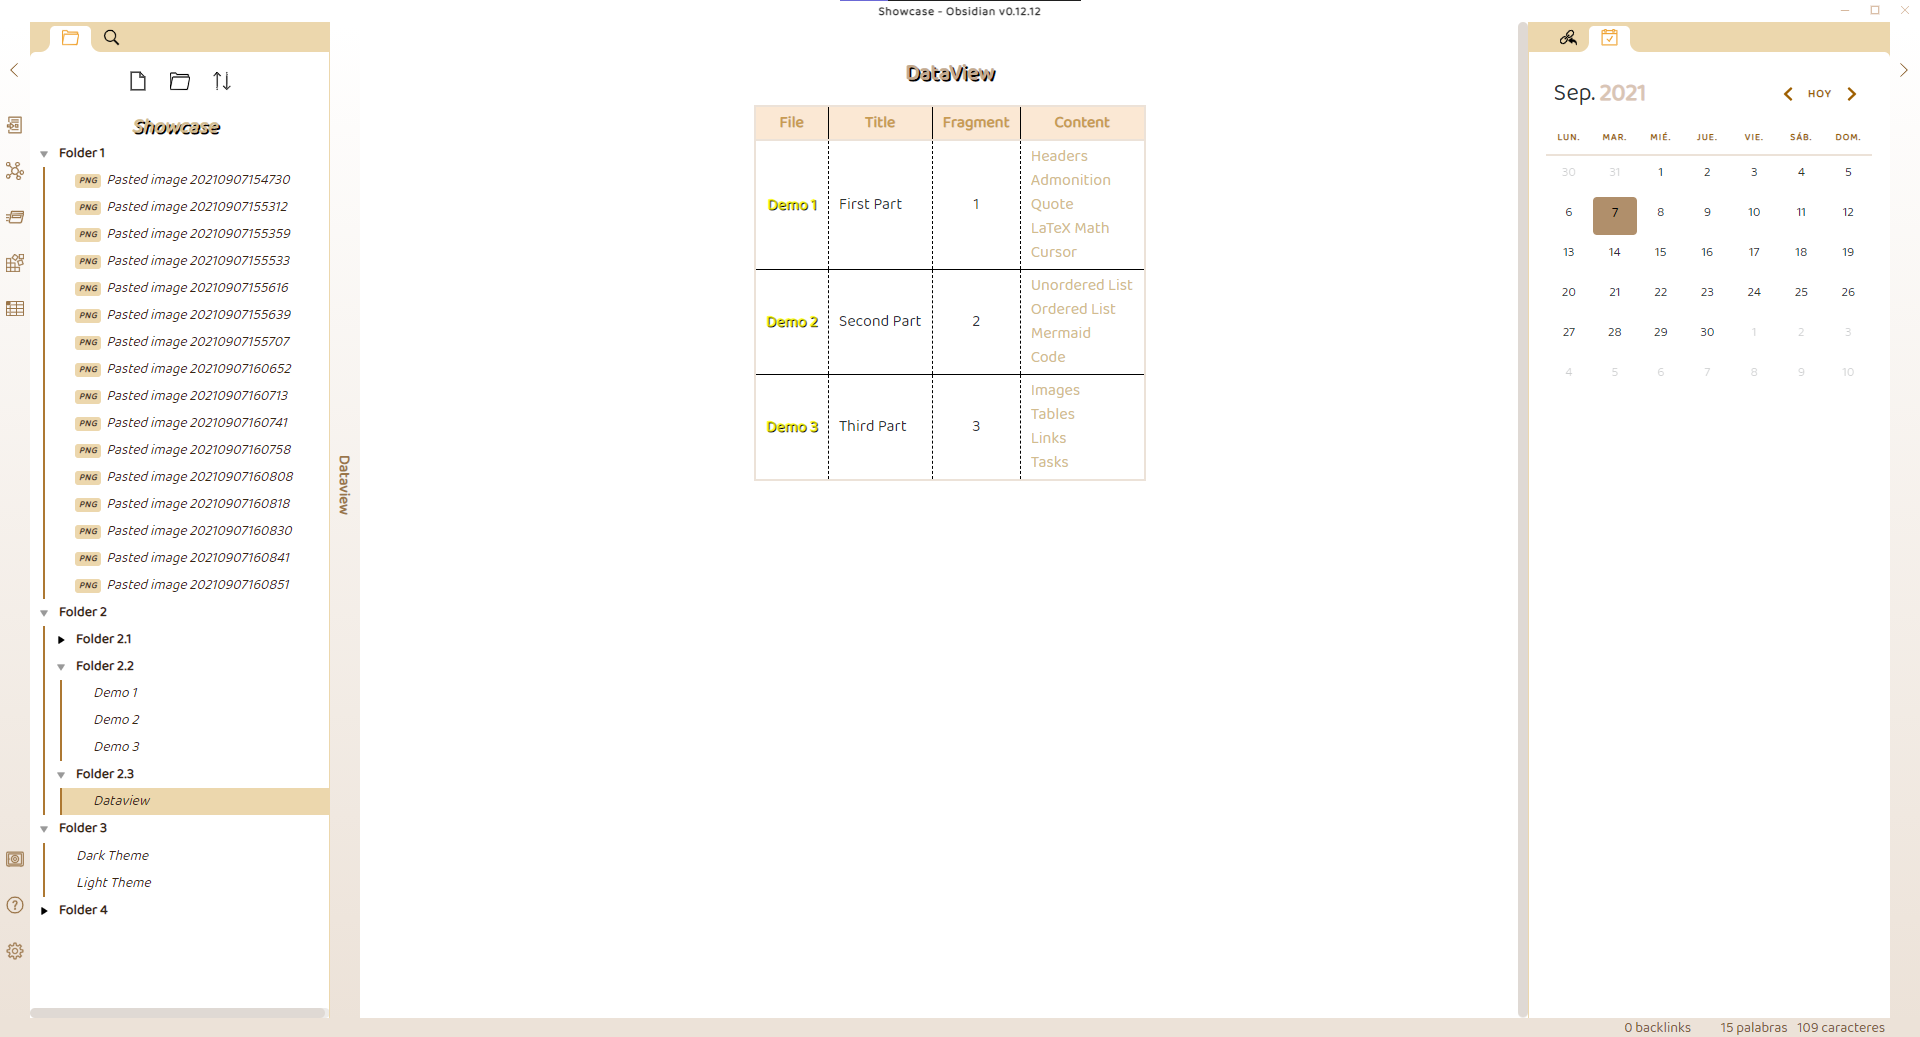 Showcase - Obsidian v0.12.12
Showcase
Folder 1
PNG Pasted image 20210907154730
PNG Pasted image 20210907155312
PNG Pasted image 20210907155359
PNG Pasted image 20210907155533
PNG Pasted image 20210907155616
PNG Pasted image 20210907155639
PNG Pasted image 20210907155707
PNG Pasted image 20210907160652
PNG Pasted image 20210907160713
PNG Pasted image 20210907160741
PNG Pasted image 20210907160758
PNG Pasted image 20210907160808
PNG Pasted image 20210907160818
PNG Pasted image 20210907160830
PNG Pasted image 20210907160841
PNG Pasted image 20210907160851
Folder 2
Folder 2.1
Folder 2.2
Demo 1
Demo 2
Demo 3
Folder 2.3
Dataview
Folder 3
Dark Theme
Light Theme
Folder 4
Dataview
DataView
File Title Fragment Content
Demo 1 First Part 1
Headers
Admonition
Quote
LaTeX Math
Cursor
Demo 2 Second Part 2
Unordered List
Ordered List
Mermaid
Code
Demo 3 Third Part 3
Images
Tables
Links
Tasks
Sep. 2021 HOY
LUN. MAR. MIÉ. JUE. VIE. SÁB. DOM.
30 31 1 2 3 4 5
6 7 8 9 10 11 12
13 14 15 16 17 18 19
20 21 22 23 24 25 26
27 28 29 30 1 2 3
4 5 6 7 8 9 10
0 backlinks 15 palabras 109 caracteres